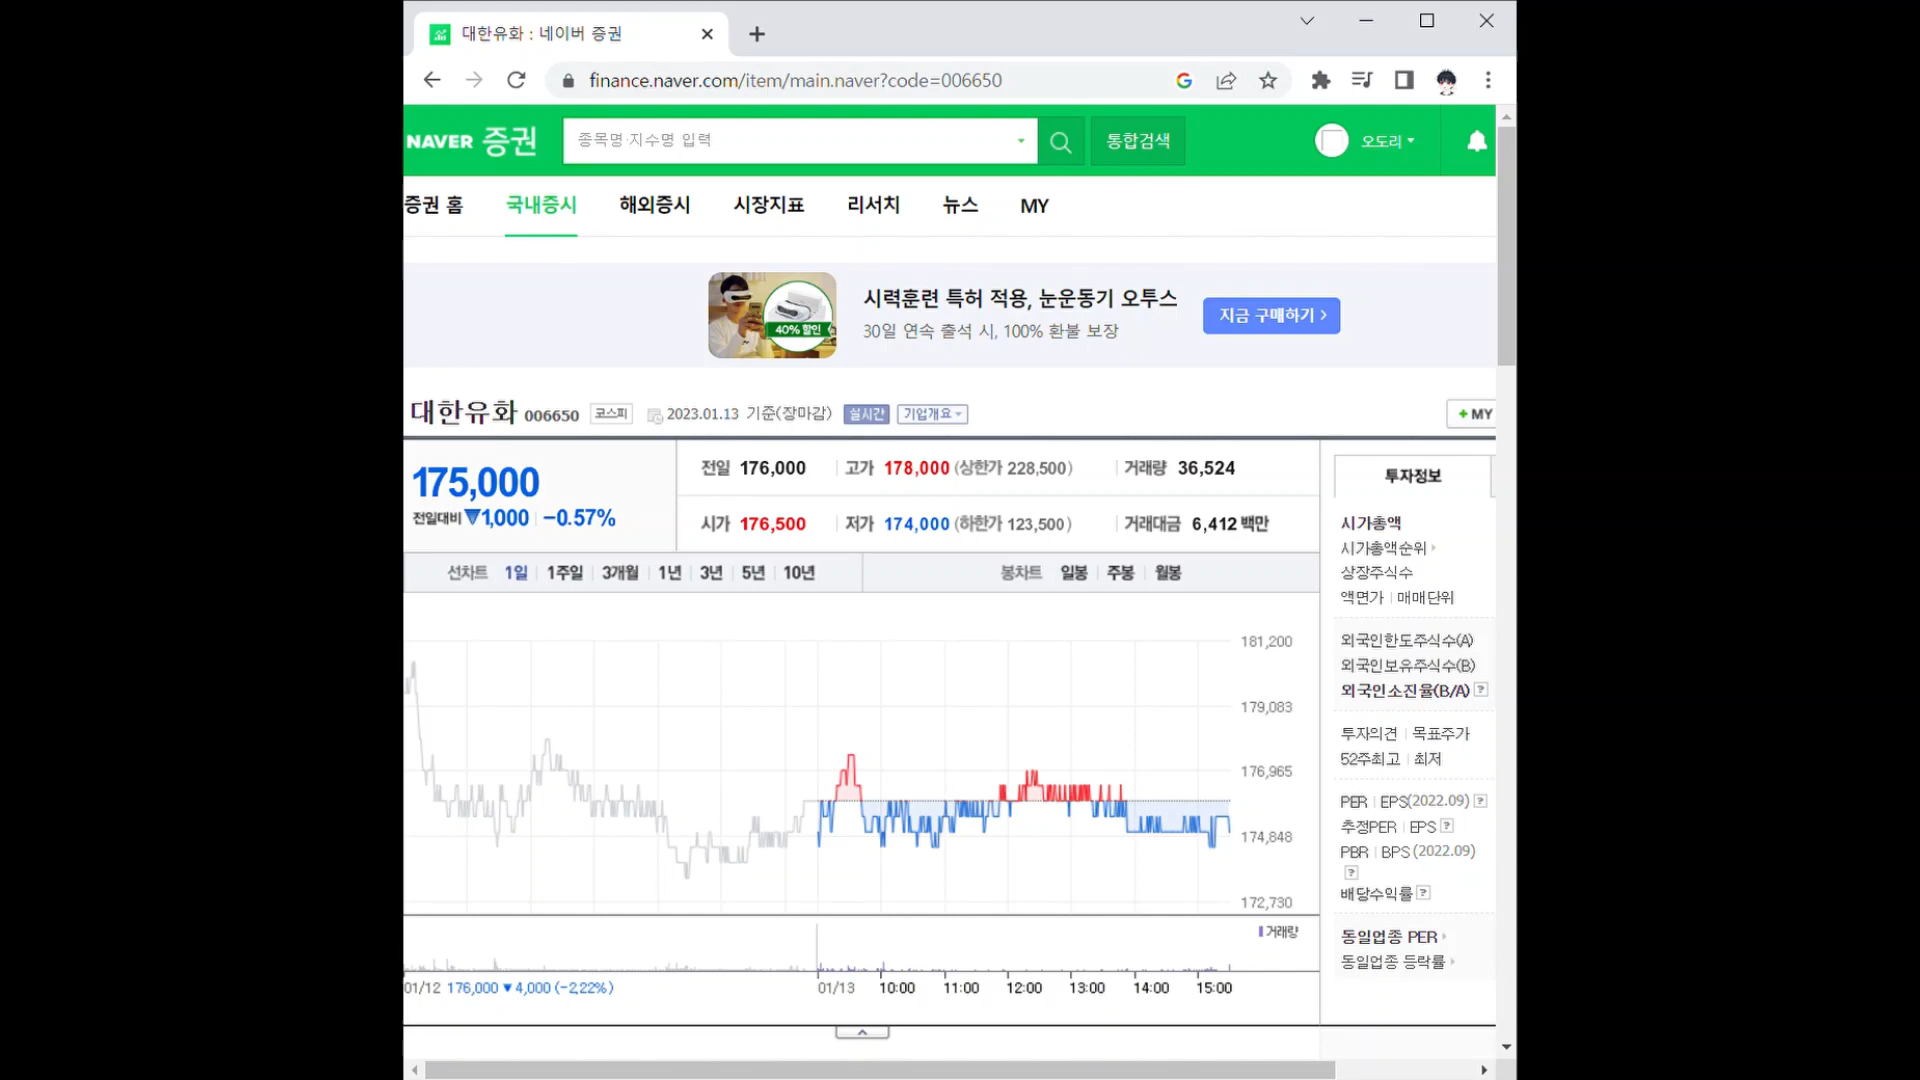 대한유화 : 네이버 증권
finance.naver.com/item/main.naver?code=006650
NAVER 증권 종목명·지수명 입력 통합검색 오도리
증권 홈 국내증시 해외증시 시장지표 리서치 뉴스 MY
40% 할인
시력훈련 특허 적용, 눈운동기 오투스
30일 연속 출석 시, 100% 환불 보장
지금 구매하기
대한유화 006650 코스피 2023.01.13 기준(장마감) 실시간 기업개요 + MY
175,000
전일대비 ▼1,000 -0.57%
전일 176,000 고가 178,000 (상한가 228,500) 거래량 36,524
시가 176,500 저가 174,000 (하한가 123,500) 거래대금 6,412 백만
선차트 1일 1주일 3개월 1년 3년 5년 10년 봉차트 일봉 주봉 월봉
181,200
179,083
176,965
174,848
172,730
거래량
01/12 176,000 ▼ 4,000 (-2.22%) 01/13 10:00 11:00 12:00 13:00 14:00 15:00
투자정보
시가총액
시가총액순위
상장주식수
액면가 매매단위
외국인한도주식수(A)
외국인보유주식수(B)
외국인소진율(B/A) ?
투자의견 목표주가
52주최고 최저
PER EPS(2022.09) ?
추정PER EPS ?
PBR BPS (2022.09)
?
배당수익률 ?
동일업종 PER
동일업종 등락률